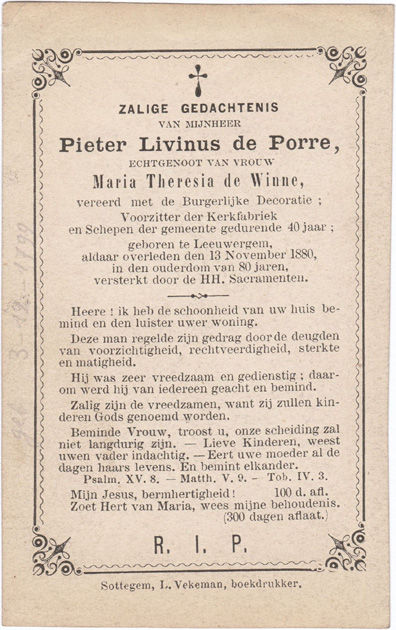 ZALIGE GEDACHTENIS
VAN MIJNHEER
Pieter Livinus de Porre,
ECHTGENOOT VAN VROUW
Maria Theresia de Winne,
vereerd met de Burgerlijke Decoratie ;
Voorzitter der Kerkfabriek
en Schepen der gemeente gedurende 40 jaar ;
geboren te Leeuwergem,
aldaar overleden den 13 November 1880,
in den ouderdom van 80 jaren,
versterkt door de HH. Sacramenten.
Heere ! ik heb de schoonheid van uw huis be-
mind en den luister uwer woning.
Deze man regelde zijn gedrag door de deugden
van voorzichtigheid, rechtveerdigheid, sterkte
en matigheid.
Hij was zeer vreedzaam en gedienstig ; daar-
om werd hij van iedereen geacht en bemind.
Zalig zijn de vreedzamen, want zij zullen kin-
deren Gods genoemd worden.
Beminde Vrouw, troost u, onze scheiding zal
niet langdurig zijn. — Lieve Kinderen, weest
uwen vader indachtig. — Eert uwe moeder al de
dagen haars levens. En bemint elkander.
Psalm. XV. 8. — Matth. V. 9. — Tob. IV. 3.
Mijn Jesus, bermhertigheid ! 100 d. afl.
Zoet Hert van Maria, wees mijne behoudenis.
(300 dagen aflaat.)
R. I. P.
Sottegem, L. Vekeman, boekdrukker.
3-12-1799